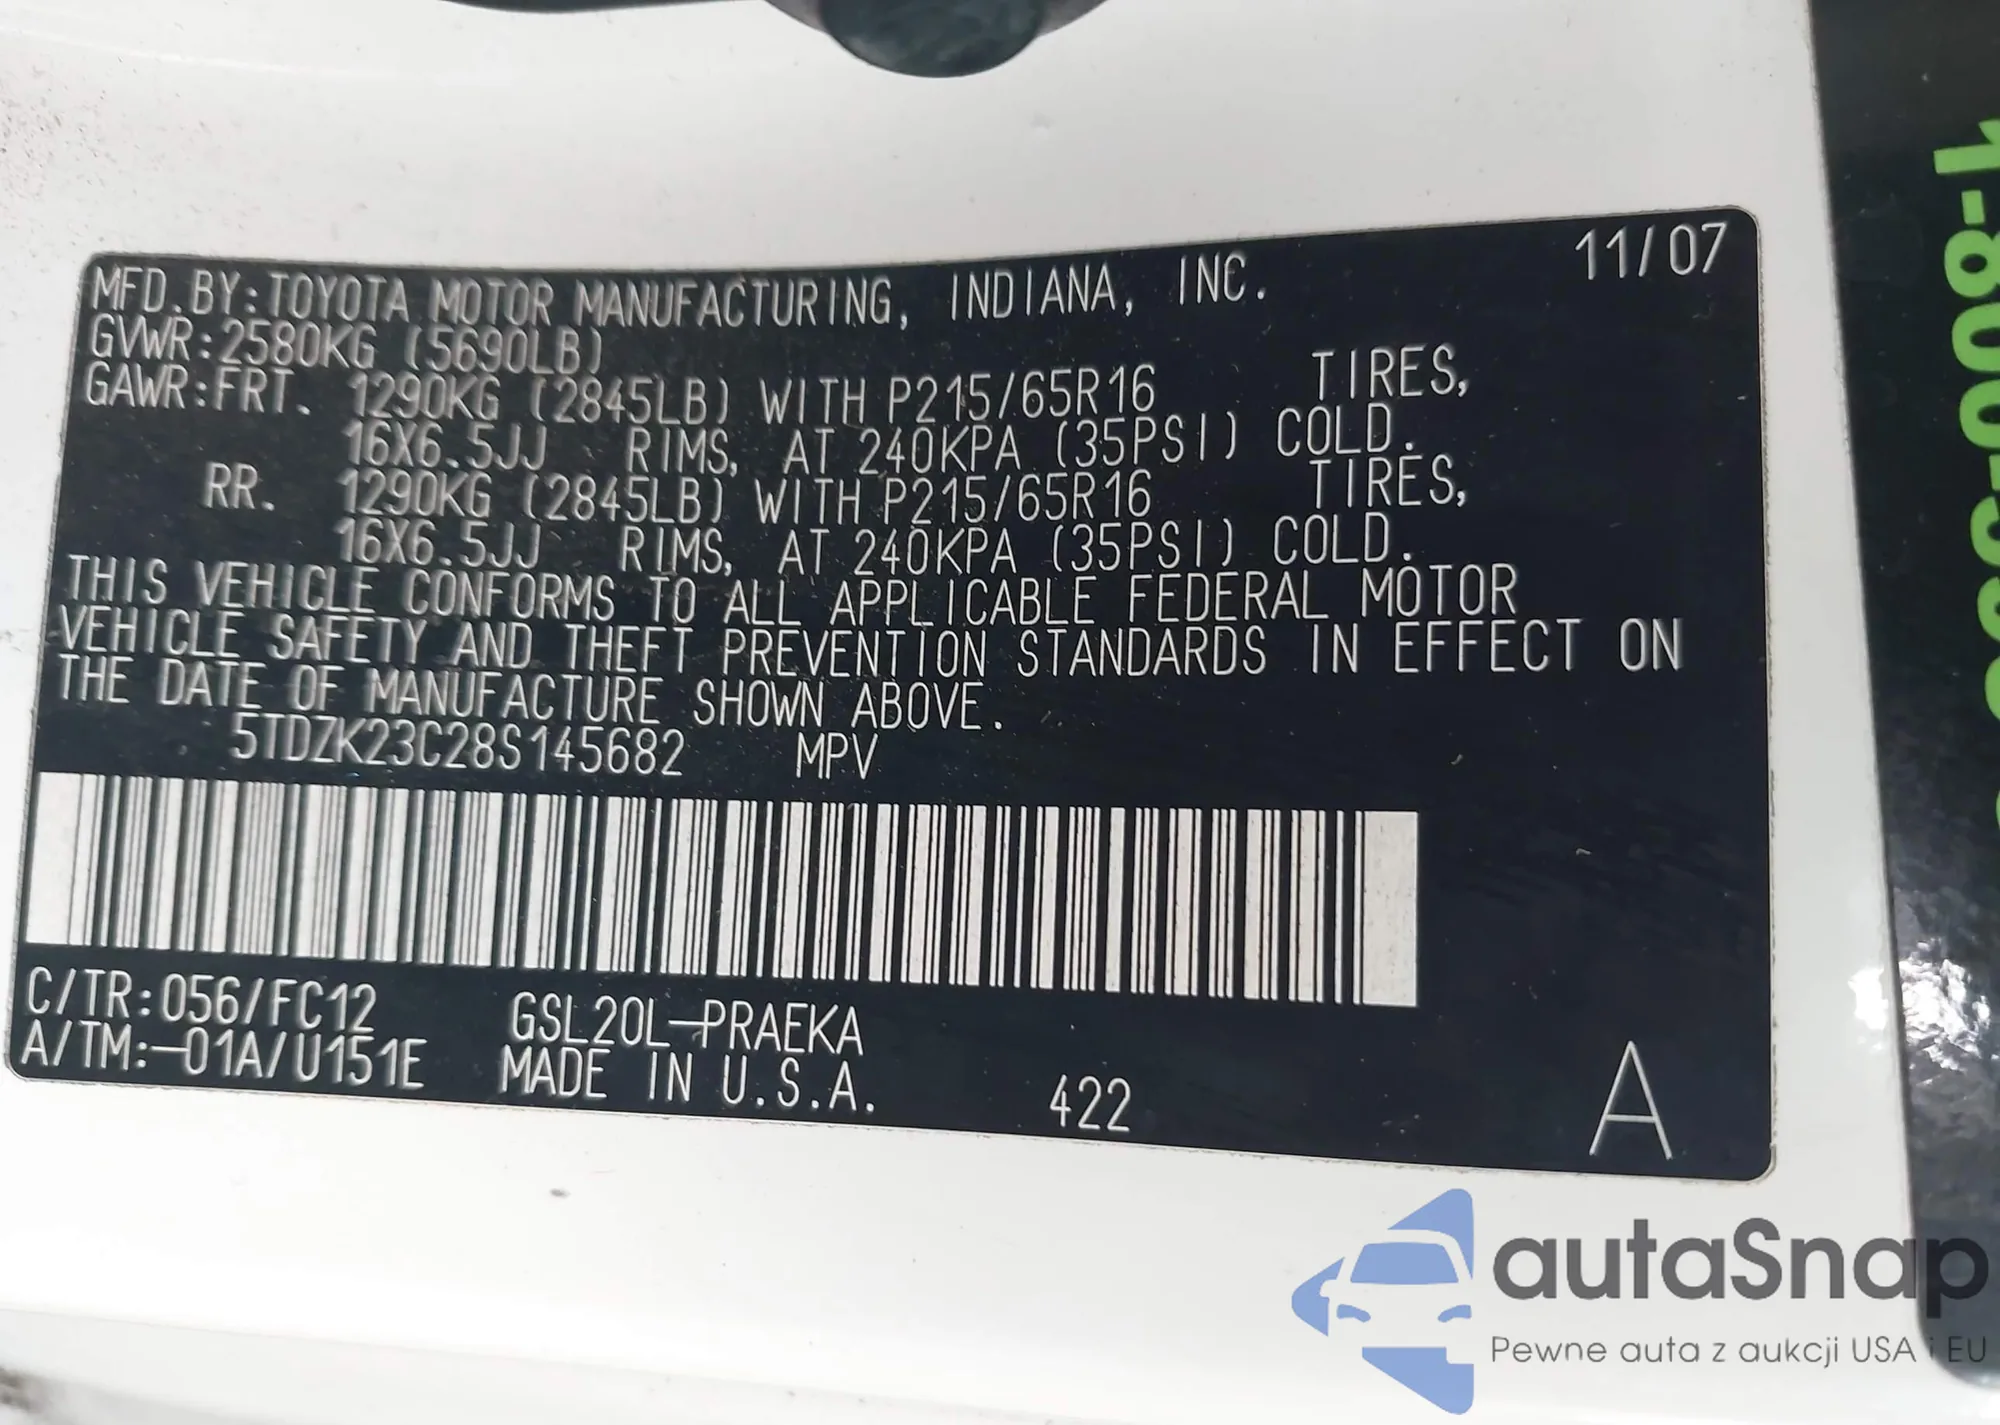 11/07
MFD.BY:TOYOTA MOTOR MANUFACTURING, INDIANA, INC.
GVWR:2580KG (5690LB)
GAWR:FRT. 1290KG (2845LB) WITH P215/65R16 TIRES,
16X6.5JJ RIMS, AT 240KPA (35PSI) COLD.
RR. 1290KG (2845LB) WITH P215/65R16 TIRES,
16X6.5JJ RIMS, AT 240KPA (35PSI) COLD.
THIS VEHICLE CONFORMS TO ALL APPLICABLE FEDERAL MOTOR
VEHICLE SAFETY AND THEFT PREVENTION STANDARDS IN EFFECT ON
THE DATE OF MANUFACTURE SHOWN ABOVE.
5TDZK23C28S145682 MPV
C/TR:056/FC12 GSL20L-PRAEKA
A/TM:-01A/U151E MADE IN U.S.A. 422 A
autaSnap
Pewne auta z aukcji USA i EU